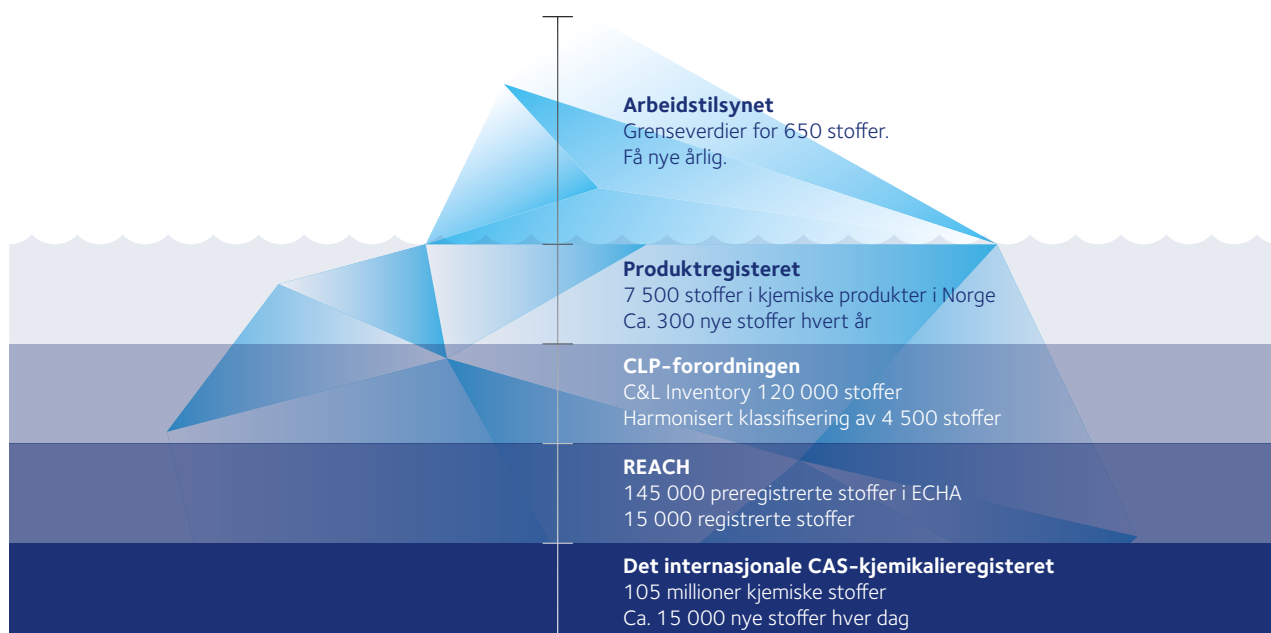 Arbeidstilsynet
Grenseverdier for 650 stoffer.
Få nye årlig.
Produktregisteret
7 500 stoffer i kjemiske produkter i Norge
Ca. 300 nye stoffer hvert år
CLP-forordningen
C&L Inventory 120 000 stoffer
Harmonisert klassifisering av 4 500 stoffer
REACH
145 000 preregistrerte stoffer i ECHA
15 000 registrerte stoffer
Det internasjonale CAS-kjemikalieregisteret
105 millioner kjemiske stoffer
Ca. 15 000 nye stoffer hver dag